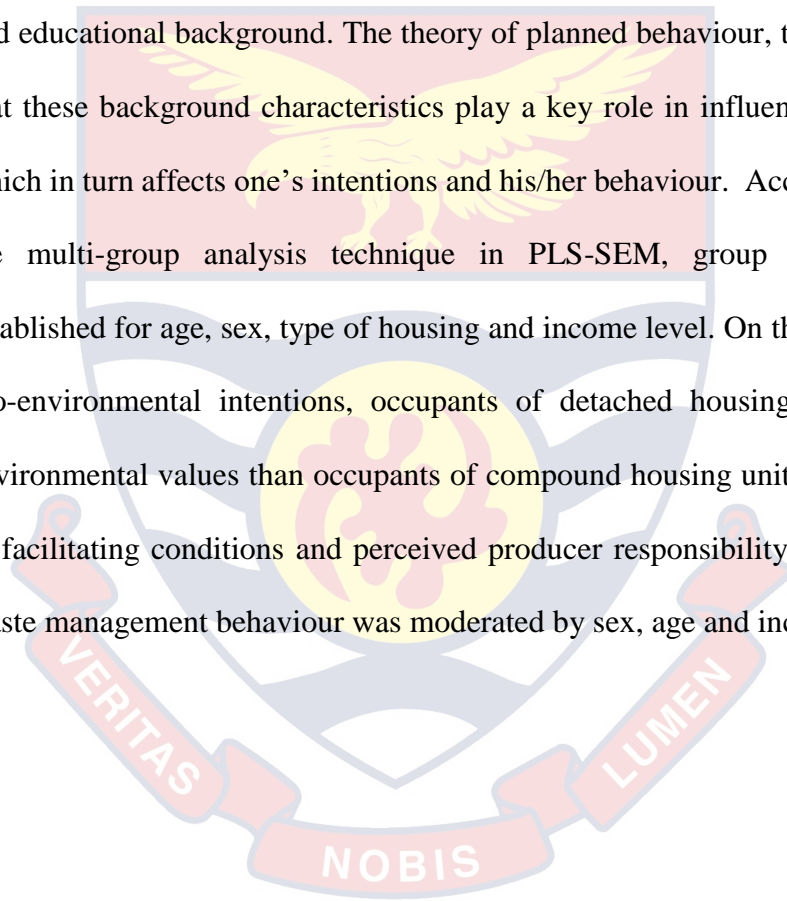 d educational background. The theory of planned behaviour, t
at these background characteristics play a key role in influen
hich in turn affects one’s intentions and his/her behaviour. Acc
e multi-group analysis technique in PLS-SEM, group
tablished for age, sex, type of housing and income level. On th
o-environmental intentions, occupants of detached housing
vironmental values than occupants of compound housing unit
facilitating conditions and perceived producer responsibility
aste management behaviour was moderated by sex, age and inc
VERITAS
NOBIS
LUMEN